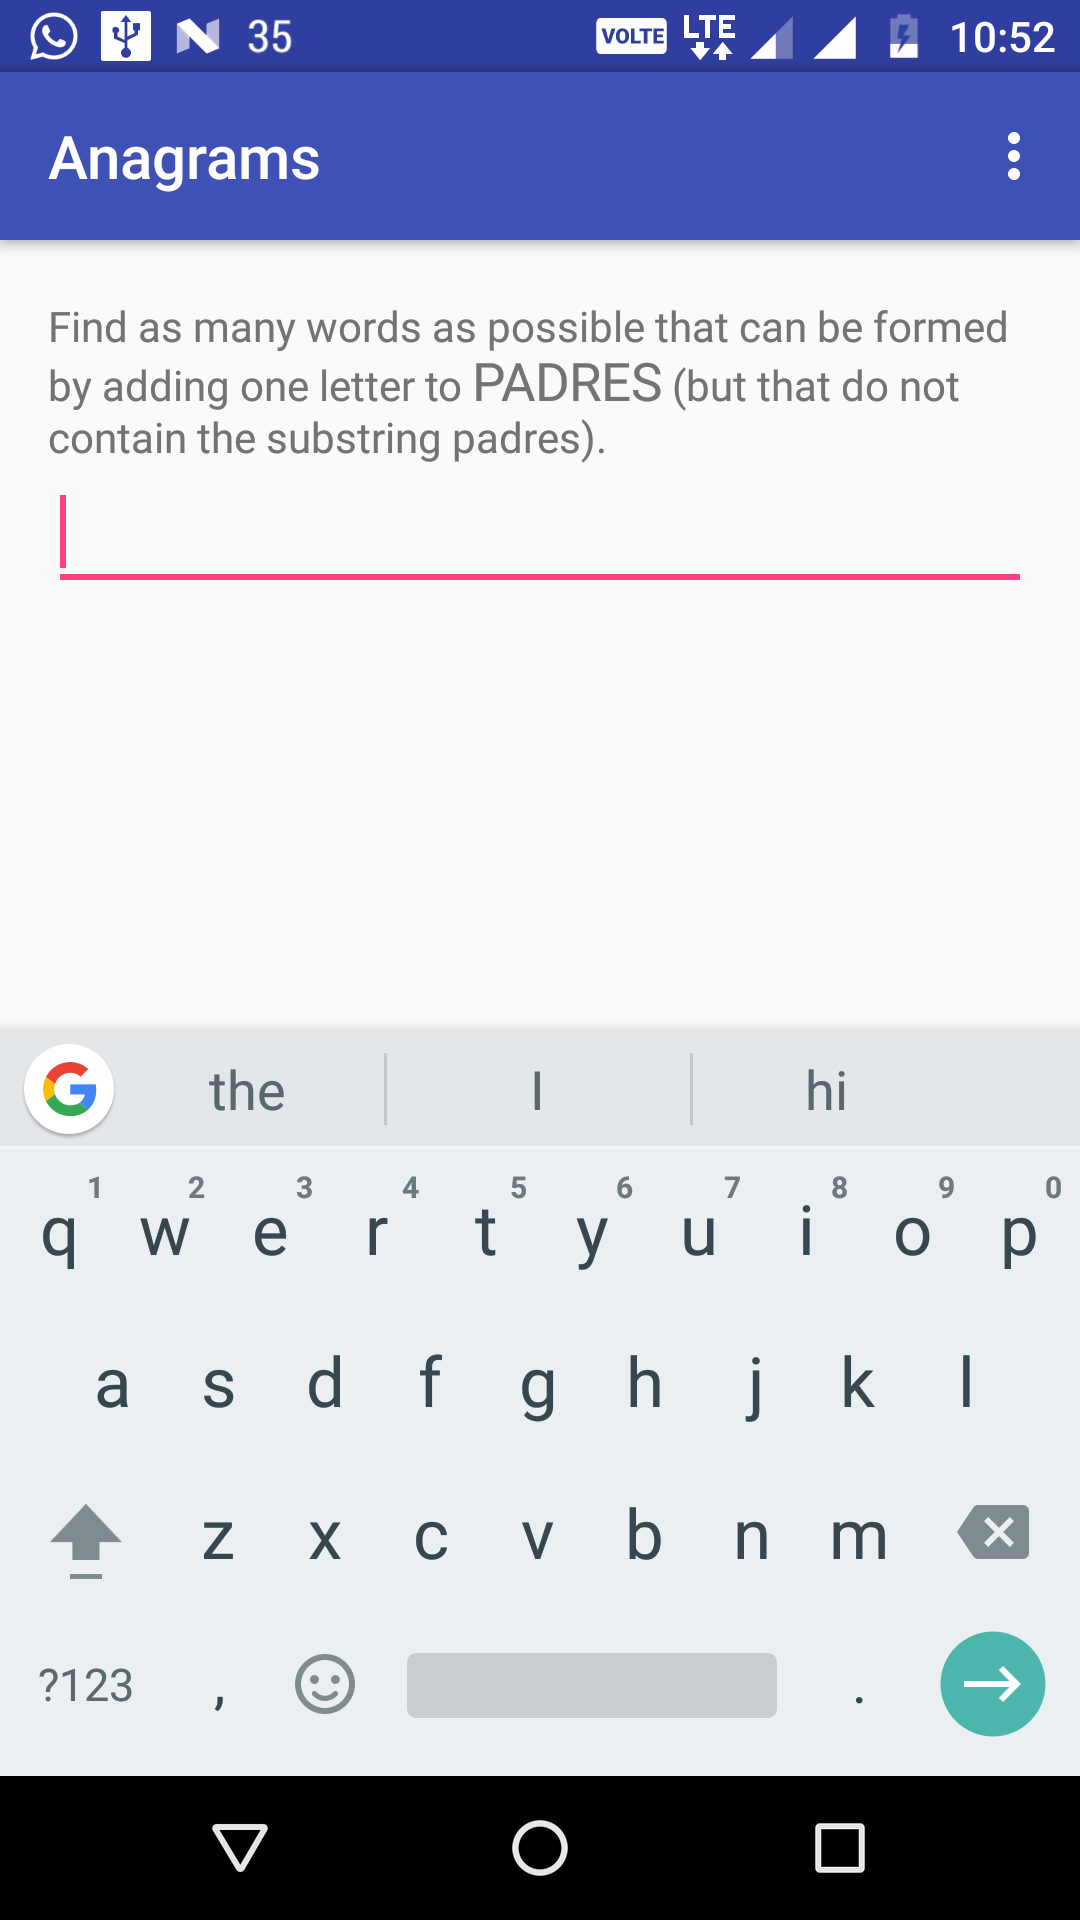 35 VOLTE LTE 10:52
Anagrams
Find as many words as possible that can be formed
by adding one letter to PADRES (but that do not
contain the substring padres).
the I hi
1 2 3 4 5 6 7 8 9 0
q w e r t y u i o p
a s d f g h j k l
z x c v b n m
?123 , .